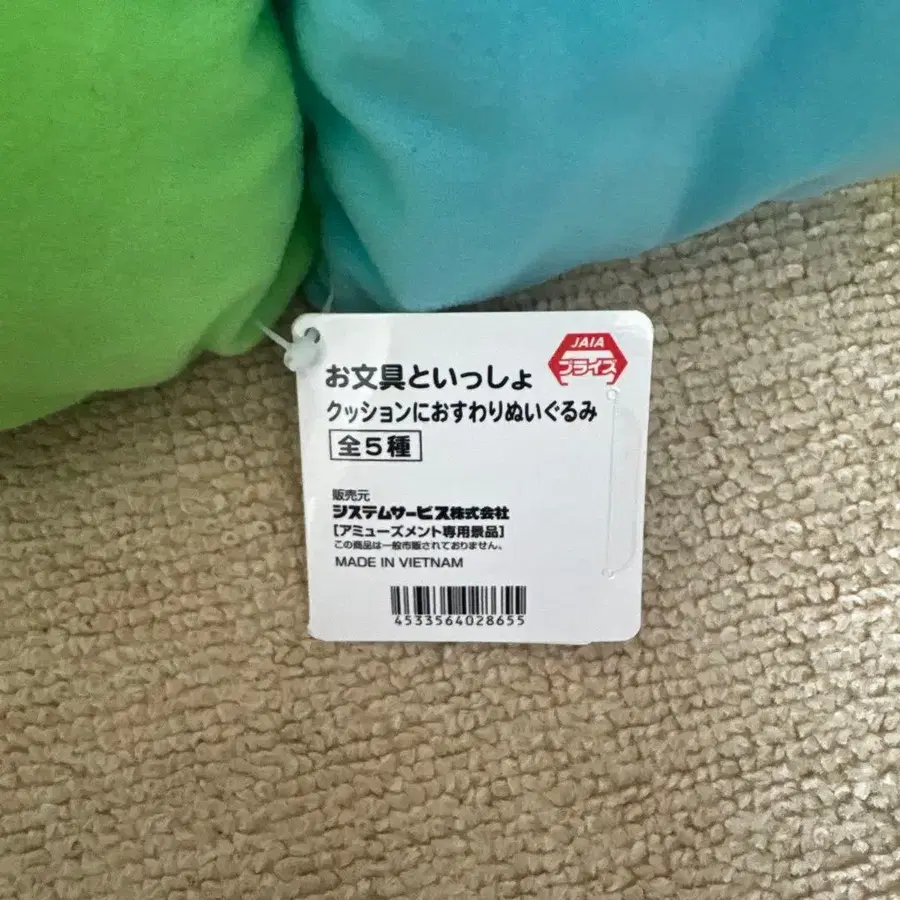 JAIA
プライズ
お文具といっしょ
クッションにおすわりぬいぐるみ
全5種
販売元
システムサービス株式会社
[アミューズメント専用景品]
この商品は一般市販されておりません。
MADE IN VIETNAM
4533564028655